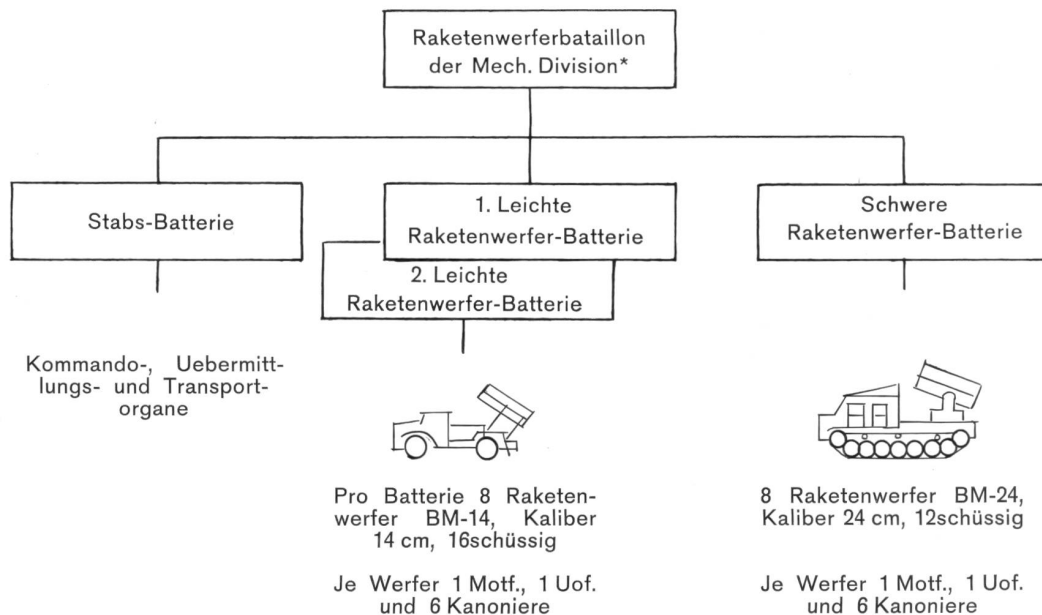 Raketenwerferbataillon
der Mech. Division*
Stabs-Batterie
1. Leichte
Raketenwerfer-Batterie
2. Leichte
Raketenwerfer-Batterie
Schwere
Raketenwerfer-Batterie
Kommando-, Uebermitt-
lungs- und Transport-
organe
Pro Batterie 8 Raketen-
werfer BM-14, Kaliber
14 cm, 16schüssig
Je Werfer 1 Motf., 1 Uof.
und 6 Kanoniere
8 Raketenwerfer BM-24,
Kaliber 24 cm, 12schüssig
Je Werfer 1 Motf., 1 Uof.
und 6 Kanoniere